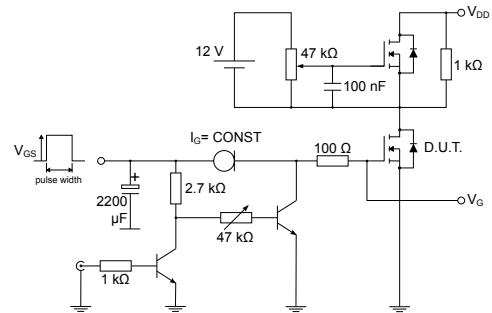 V_DD
12 V
47 kΩ
1 kΩ
100 nF
I_G= CONST
100 Ω
D.U.T.
V_GS
pulse width
+
2.7 kΩ
2200
µF
47 kΩ
V_G
1 kΩ